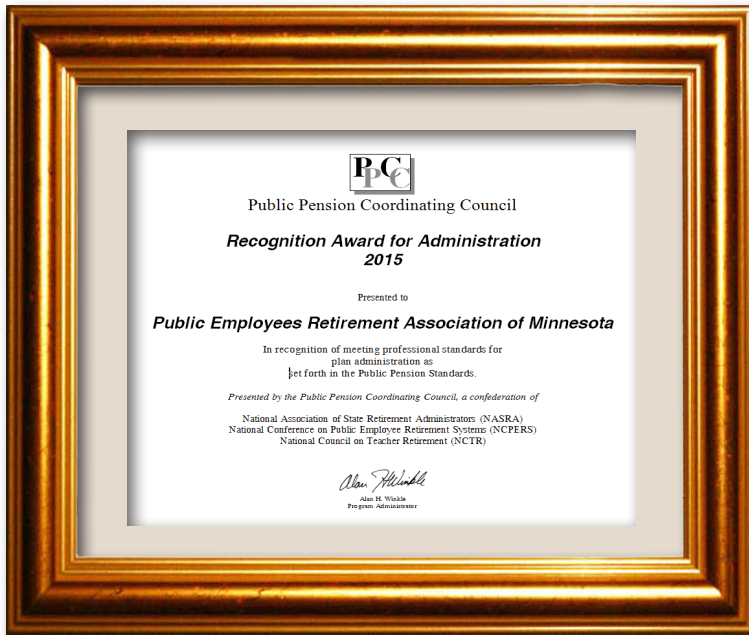 PPCC
Public Pension Coordinating Council
Recognition Award for Administration
2015
Presented to
Public Employees Retirement Association of Minnesota
In recognition of meeting professional standards for
plan administration as
set forth in the Public Pension Standards.
Presented by the Public Pension Coordinating Council, a confederation of
National Association of State Retirement Administrators (NASRA)
National Conference on Public Employee Retirement Systems (NCPERS)
National Council on Teacher Retirement (NCTR)
Alan H Winkle
Alan H. Winkle
Program Administrator